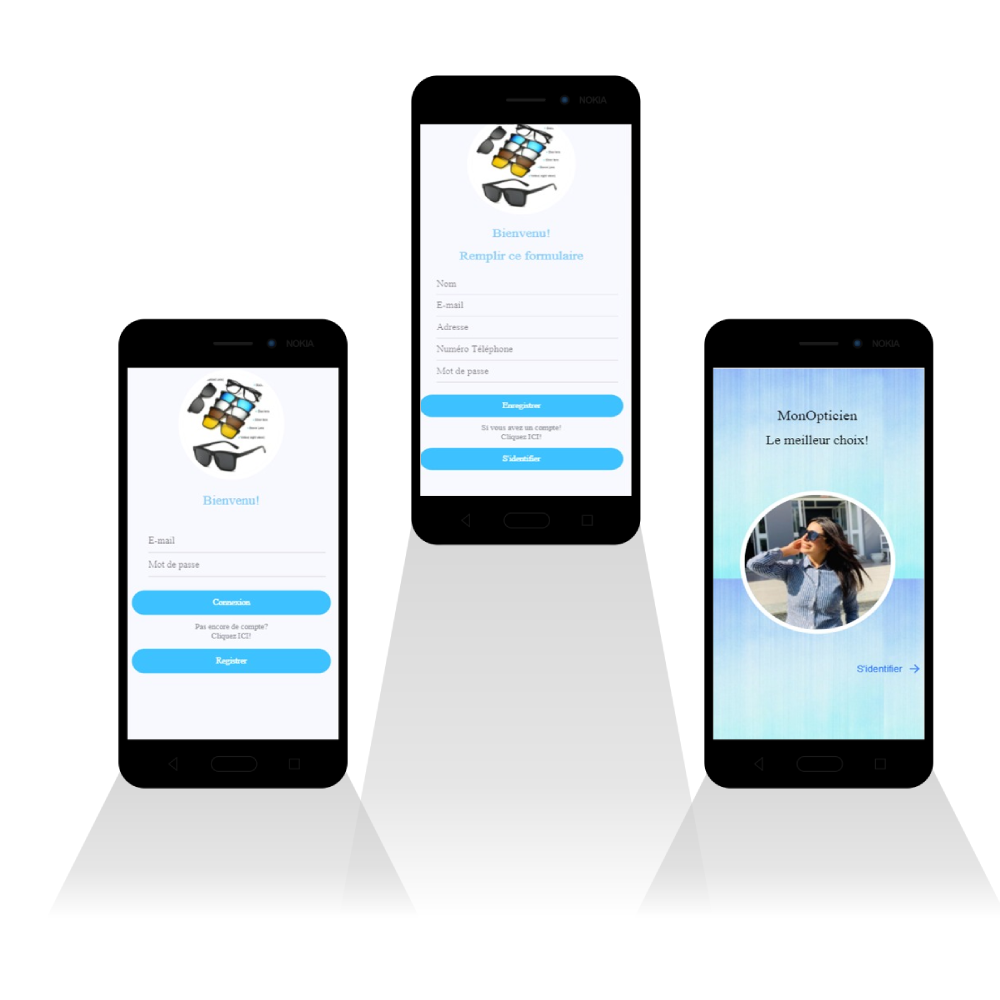 NOKIA
Bienvenu!
E-mail
Mot de passe
Connexion
Pas encore de compte?
Cliquez ICI!
Registrer
NOKIA
Bienvenu!
Remplir ce formulaire
Nom
E-mail
Adresse
Numéro Téléphone
Mot de passe
Enregistrer
Si vous avez un compte!
Cliquez ICI!
S'identifier
NOKIA
MonOpticien
Le meilleur choix!
S'identifier